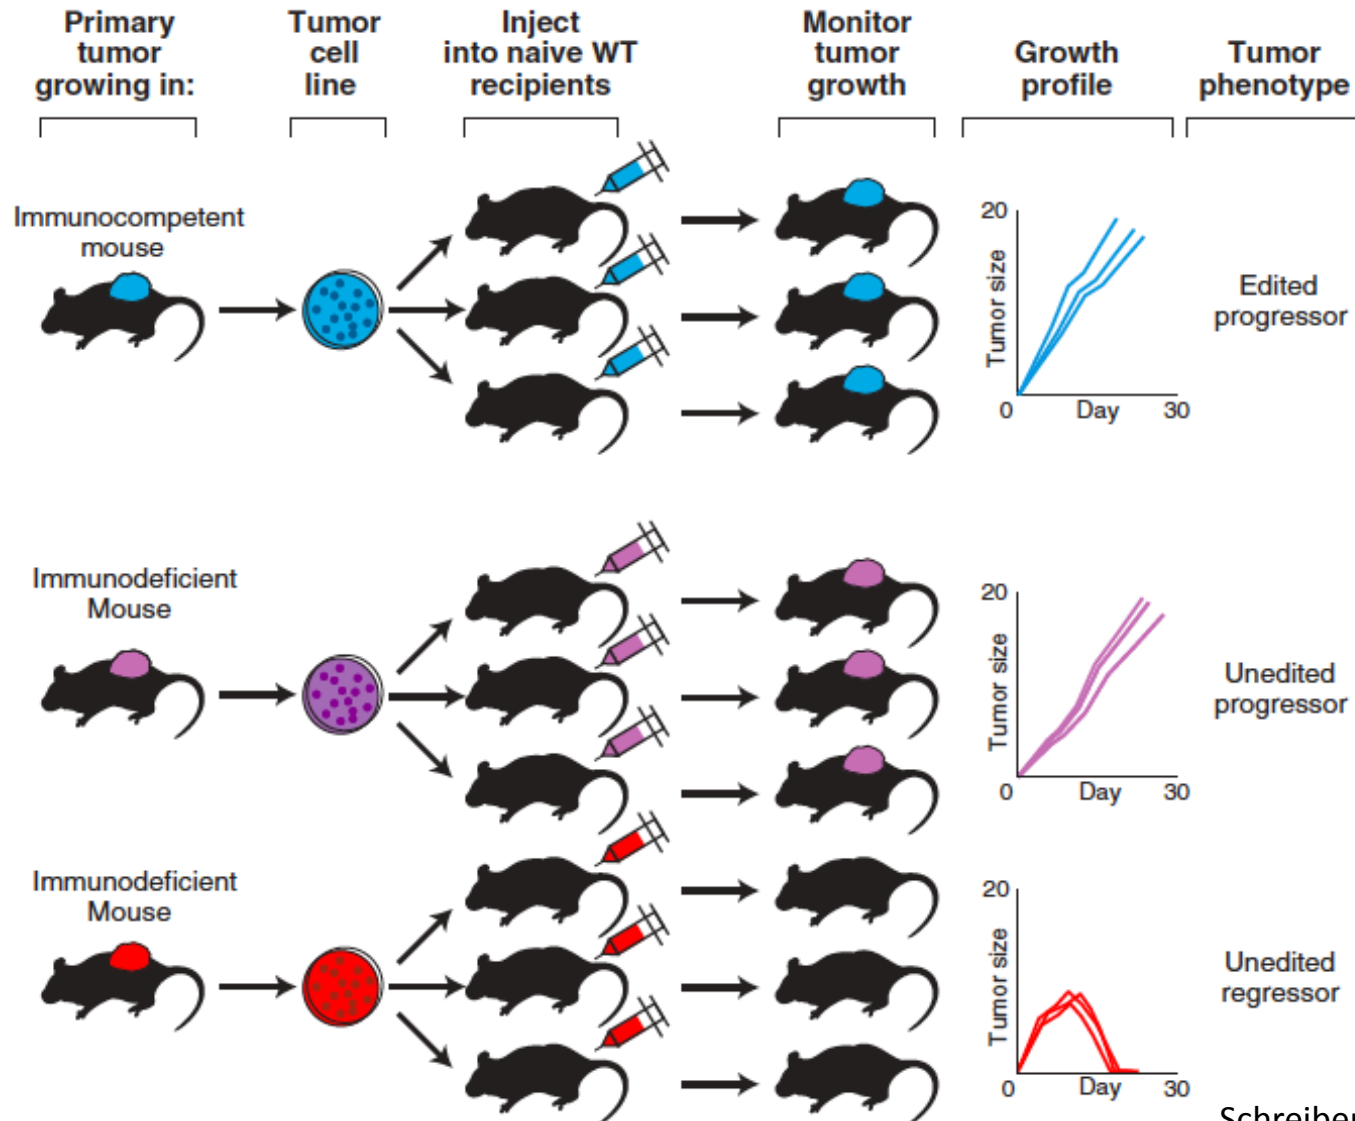 Primary
tumor
growing in:
Tumor
cell
line
Inject
into naive WT
recipients
Monitor
tumor
growth
Growth
profile
Tumor
phenotype
Immunocompetent
mouse
20
Tumor size
0
Day
30
Edited
progressor
Immunodeficient
Mouse
20
Tumor size
0
Day
30
Unedited
progressor
Immunodeficient
Mouse
20
Tumor size
0
Day
30
Unedited
regressor
Schreiber